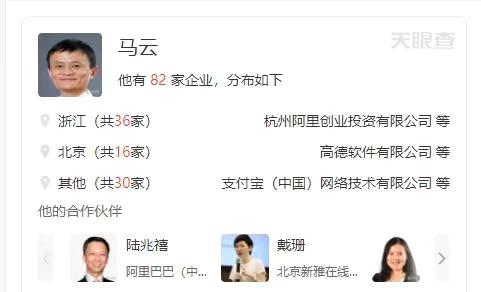 天眼查
马云
他有 82 家企业，分布如下
浙江（共36家） 杭州阿里创业投资有限公司 等
北京（共16家） 高德软件有限公司 等
其他（共30家） 支付宝（中国）网络技术有限公司 等
他的合作伙伴
陆兆禧 戴珊
阿里巴巴（中... 北京新雅在线...